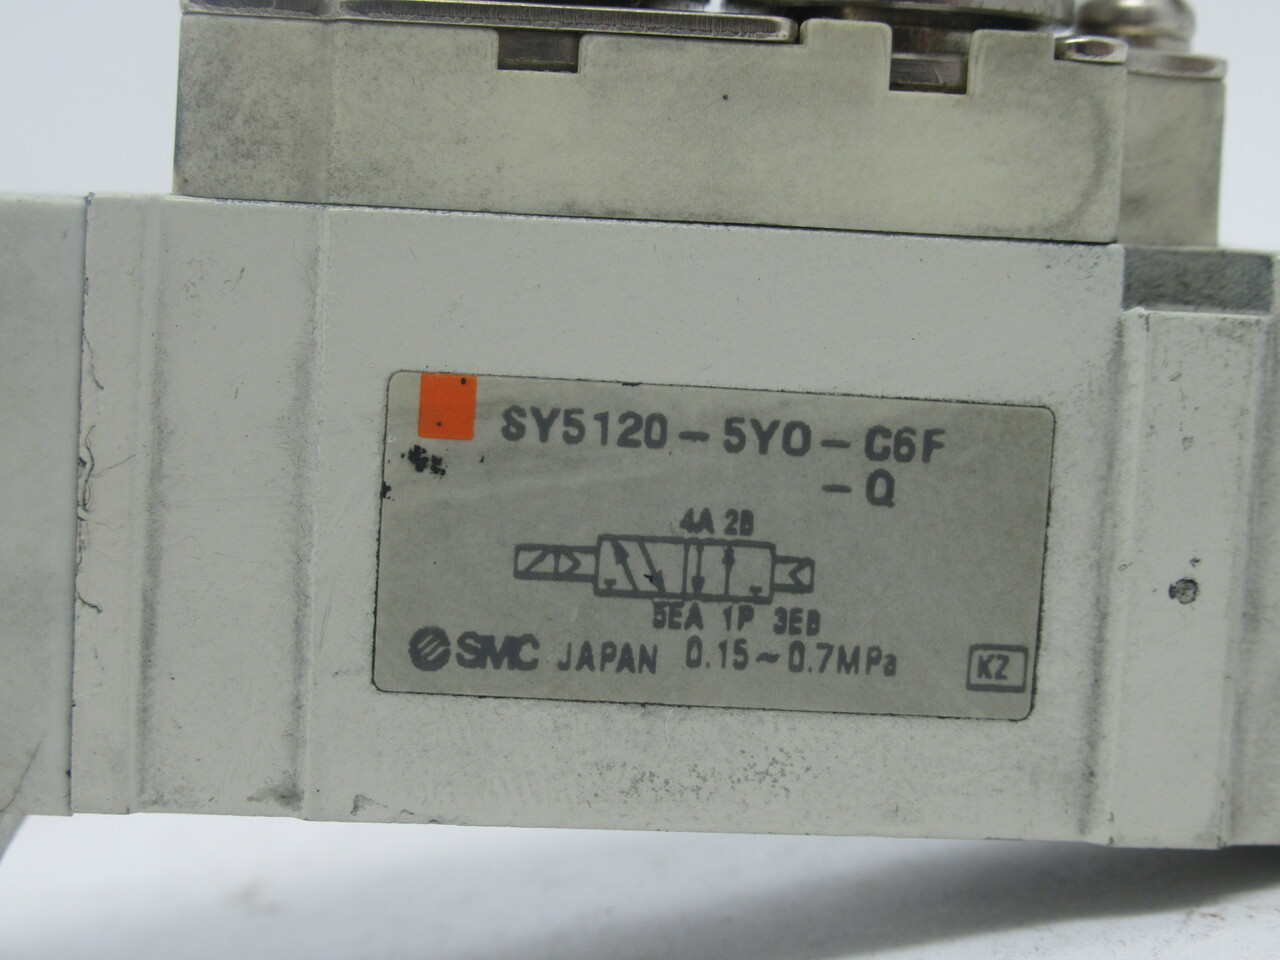 SY5120-5YO-C6F
-Q
4A 2B
5EA 1P 3EB
SMC JAPAN 0.15~0.7MPa KZ